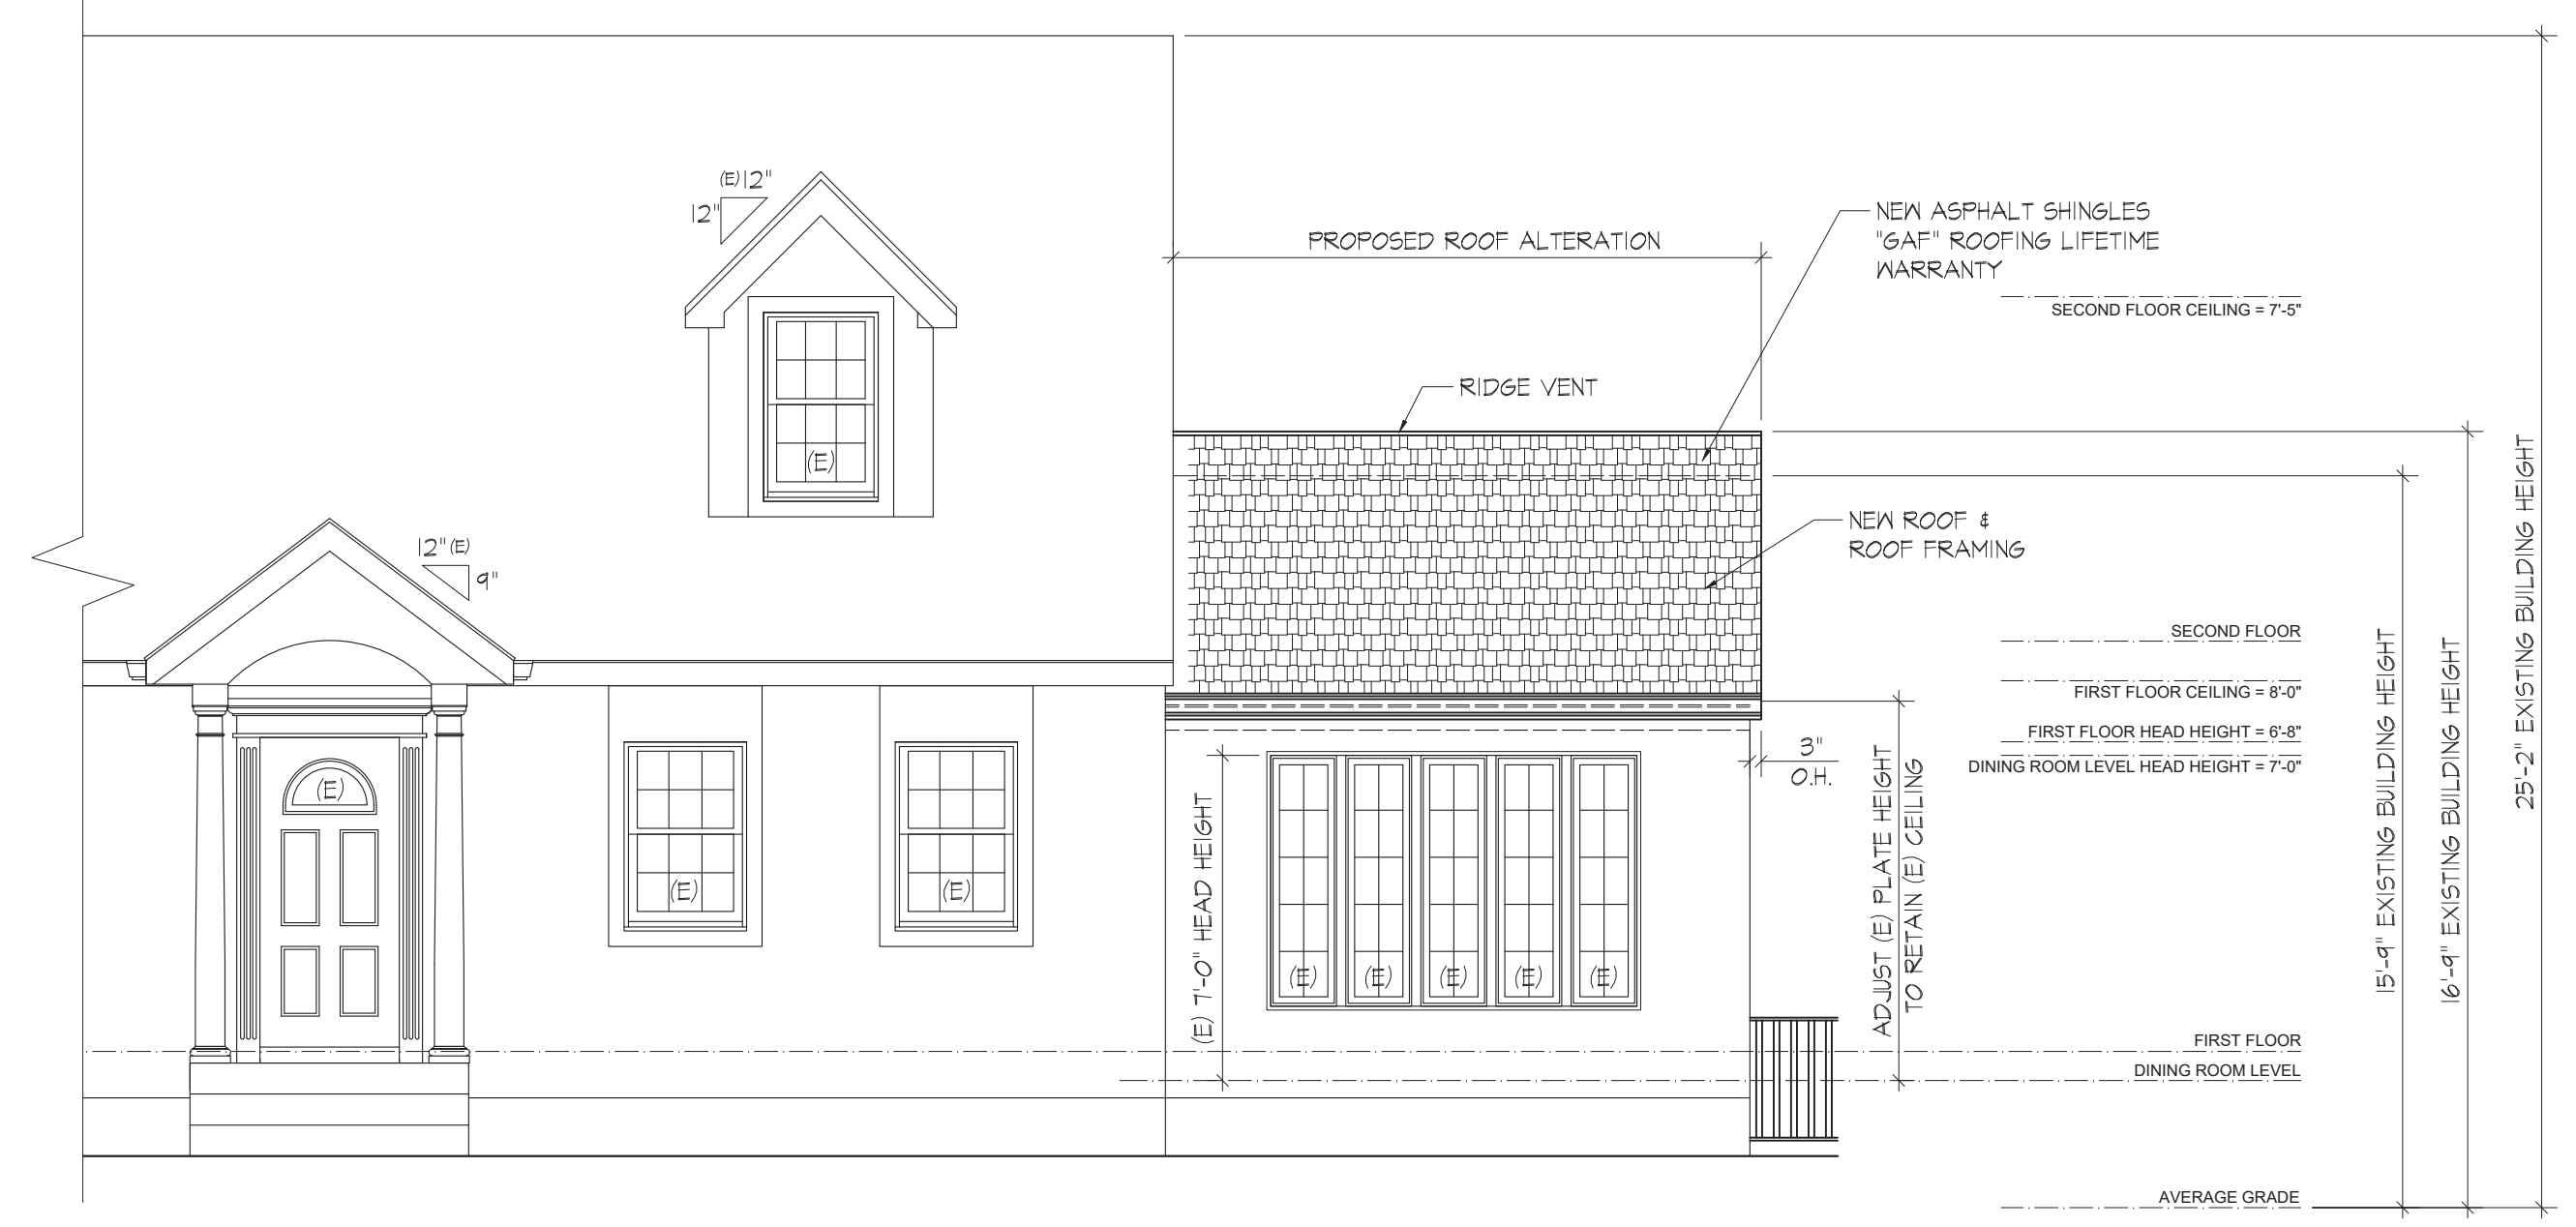 (E) 12"
12"
PROPOSED ROOF ALTERATION
NEW ASPHALT SHINGLES
"GAF" ROOFING LIFETIME
WARRANTY
SECOND FLOOR CEILING = 7'-5"
RIDGE VENT
(E)
NEW ROOF &
ROOF FRAMING
12" (E)
9"
SECOND FLOOR
FIRST FLOOR CEILING = 8'-0"
FIRST FLOOR HEAD HEIGHT = 6'-8"
DINING ROOM LEVEL HEAD HEIGHT = 7'-0"
3"
O.H.
(E)
(E)
(E)
(E) 7'-0" HEAD HEIGHT
(E) (E) (E) (E) (E)
ADJUST (E) PLATE HEIGHT
TO RETAIN (E) CEILING
15'-9" EXISTING BUILDING HEIGHT
16'-9" EXISTING BUILDING HEIGHT
25'-2" EXISTING BUILDING HEIGHT
FIRST FLOOR
DINING ROOM LEVEL
AVERAGE GRADE